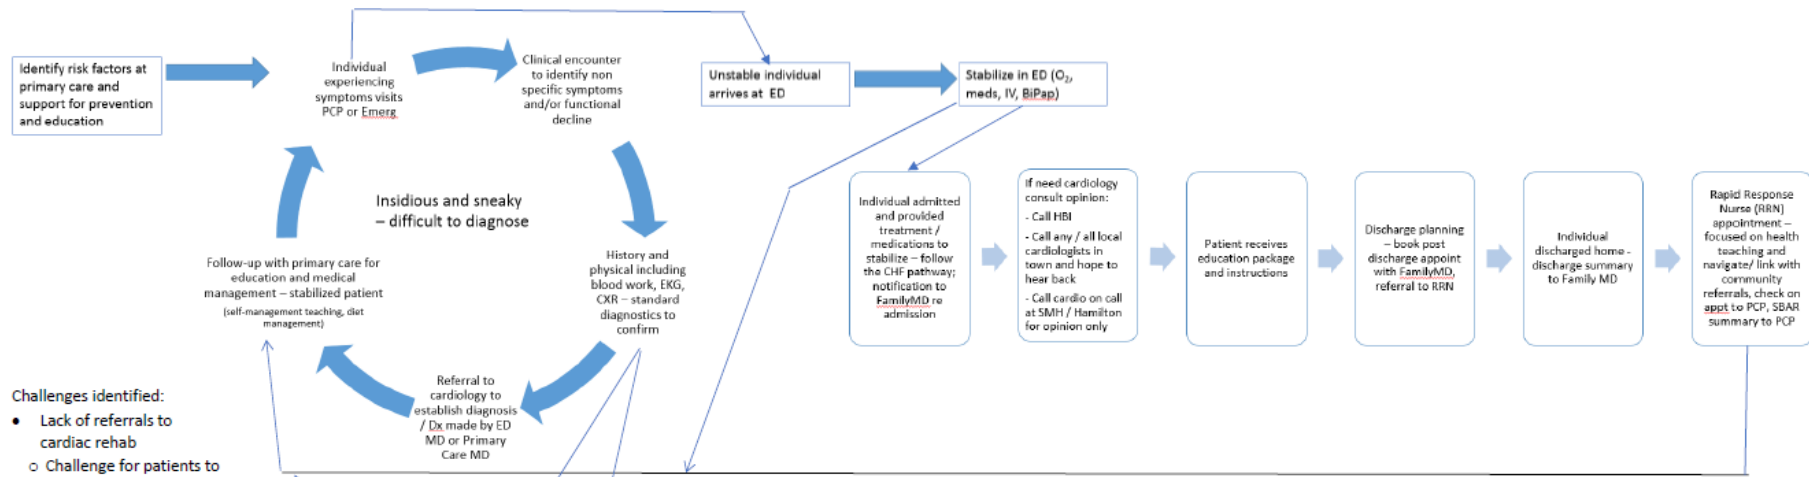 Identify risk factors at
primary care and
support for prevention
and education
Individual
experiencing
symptoms visits
PCP or Emerg
Clinical encounter
to identify non
specific symptoms
and/or functional
decline
Insidious and sneaky
– difficult to diagnose
History and
physical including
blood work, EKG,
CXR – standard
diagnostics to
confirm
Referral to
cardiology to
establish diagnosis
/ Dx made by ED
MD or Primary
Care MD
Follow-up with primary care for
education and medical
management – stabilized patient
(self-management teaching, diet
management)
Unstable individual
arrives at ED
Stabilize in ED (O₂,
meds, IV, BiPap)
Individual admitted
and provided
treatment /
medications to
stabilize – follow
the CHF pathway;
notification to
FamilyMD re
admission
If need cardiology
consult opinion:
- Call HBI
- Call any / all local
cardiologists in
town and hope to
hear back
- Call cardio on call
at SMH / Hamilton
for opinion only
Patient receives
education package
and instructions
Discharge planning
– book post
discharge appoint
with FamilyMD,
referral to RRN
Individual
discharged home -
discharge summary
to Family MD
Rapid Response
Nurse (RRN)
appointment –
focused on health
teaching and
navigate/ link with
community
referrals, check on
appt to PCP, SBAR
summary to PCP
Challenges identified:
• Lack of referrals to
cardiac rehab
o Challenge for patients to